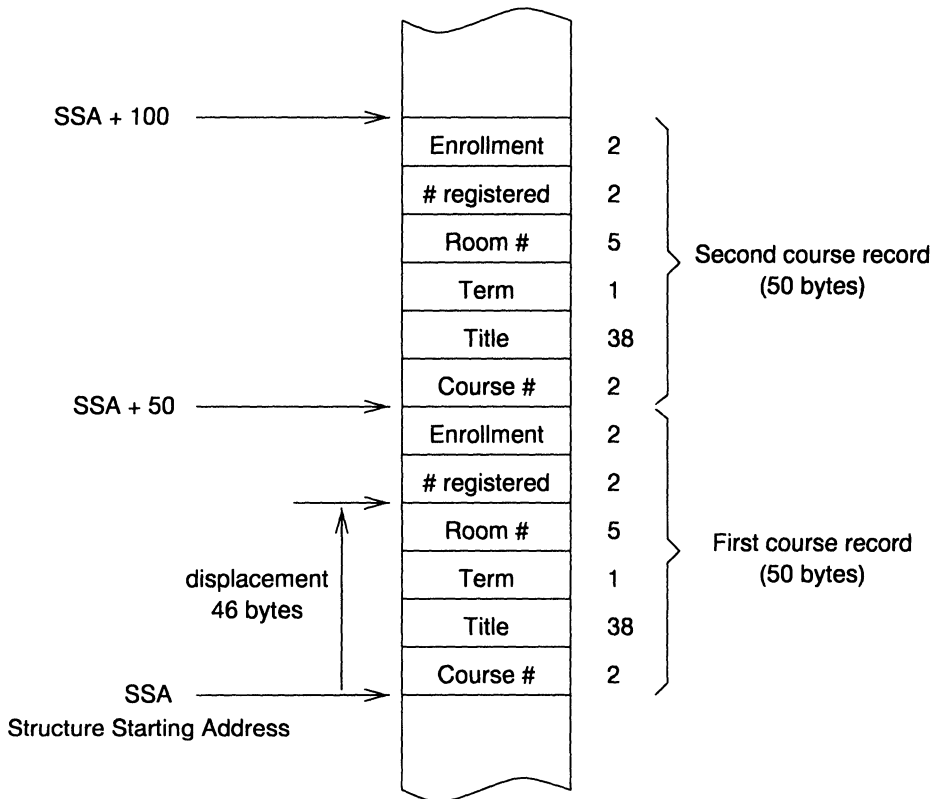 SSA + 100
Enrollment 2
# registered 2
Room # 5
Term 1
Title 38
Course # 2
Second course record
(50 bytes)
SSA + 50
Enrollment 2
# registered 2
Room # 5
Term 1
Title 38
Course # 2
First course record
(50 bytes)
displacement
46 bytes
SSA
Structure Starting Address